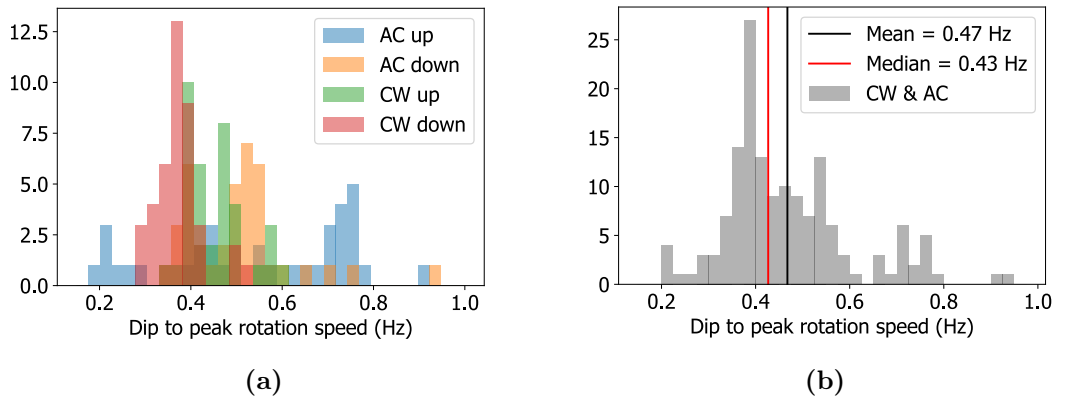 12.5
10.0
7.5
5.0
2.5
0.0
0.2 0.4 0.6 0.8 1.0
Dip to peak rotation speed (Hz)
AC up
AC down
CW up
CW down
(a)
25
20
15
10
5
0
0.2 0.4 0.6 0.8 1.0
Dip to peak rotation speed (Hz)
Mean = 0.47 Hz
Median = 0.43 Hz
CW & AC
(b)